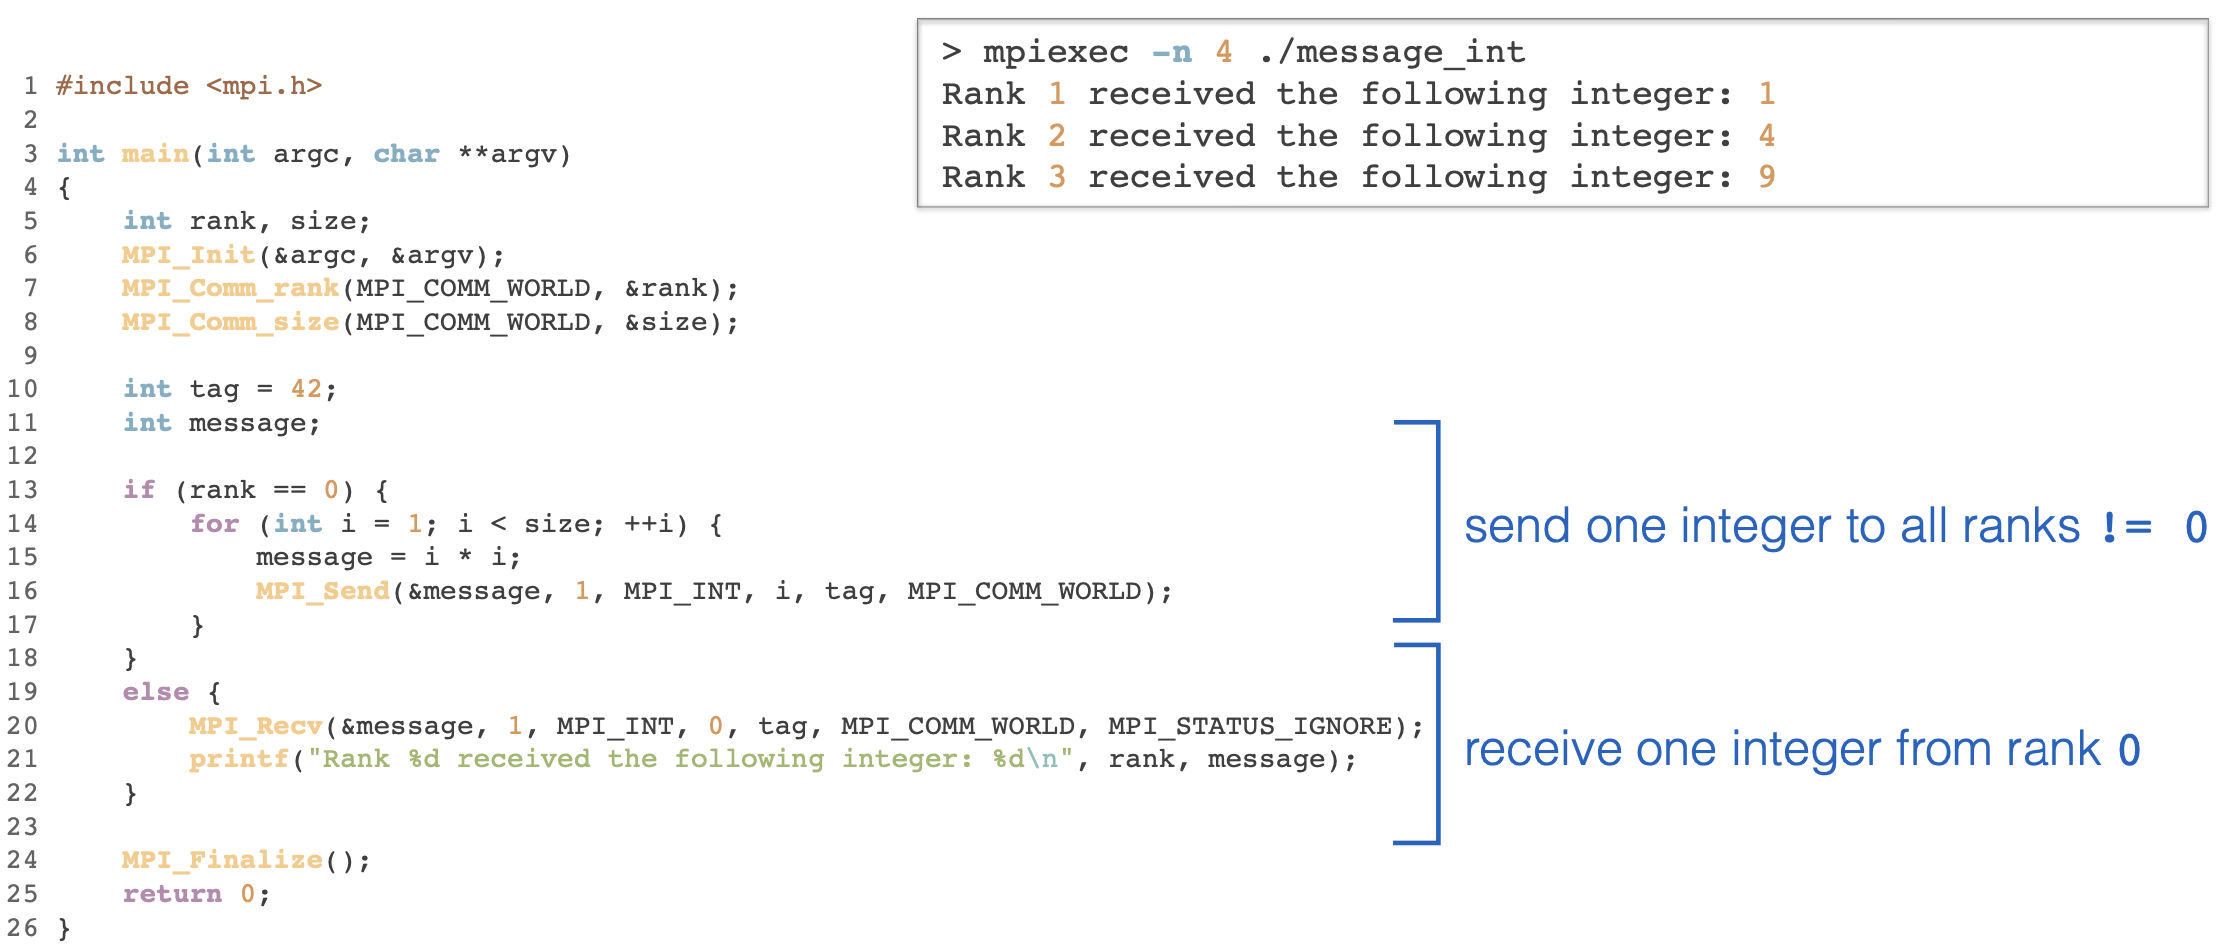 > mpiexec -n 4 ./message_int
Rank 1 received the following integer: 1
Rank 2 received the following integer: 4
Rank 3 received the following integer: 9
1 #include <mpi.h>
2
3 int main(int argc, char **argv)
4 {
5     int rank, size;
6     MPI_Init(&argc, &argv);
7     MPI_Comm_rank(MPI_COMM_WORLD, &rank);
8     MPI_Comm_size(MPI_COMM_WORLD, &size);
9
10     int tag = 42;
11     int message;
12
13     if (rank == 0) {
14         for (int i = 1; i < size; ++i) {
15             message = i * i;
16             MPI_Send(&message, 1, MPI_INT, i, tag, MPI_COMM_WORLD);
17         }
18     }
19     else {
20         MPI_Recv(&message, 1, MPI_INT, 0, tag, MPI_COMM_WORLD, MPI_STATUS_IGNORE);
21         printf("Rank %d received the following integer: %d\n", rank, message);
22     }
23
24     MPI_Finalize();
25     return 0;
26 }
send one integer to all ranks != 0
receive one integer from rank 0